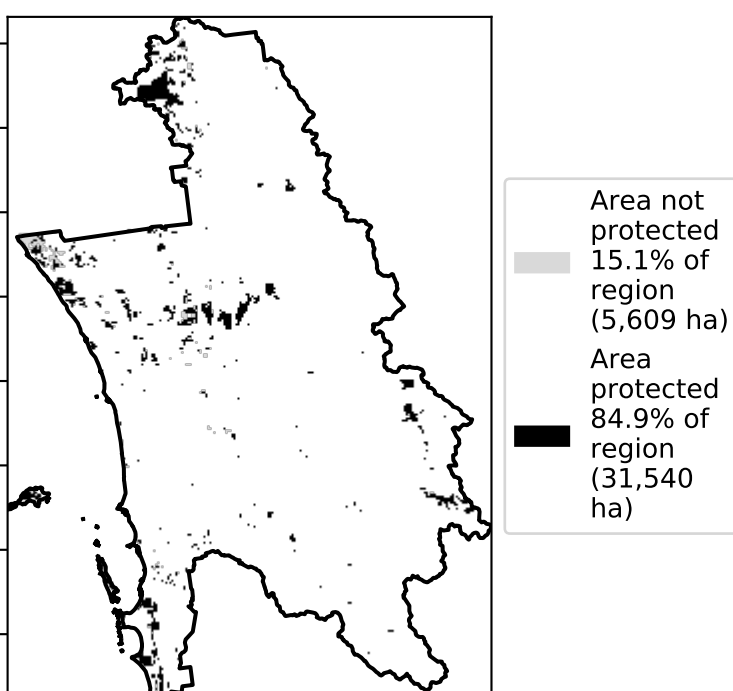 Area not
protected
15.1% of
region
(5,609 ha)
Area
protected
84.9% of
region
(31,540
ha)